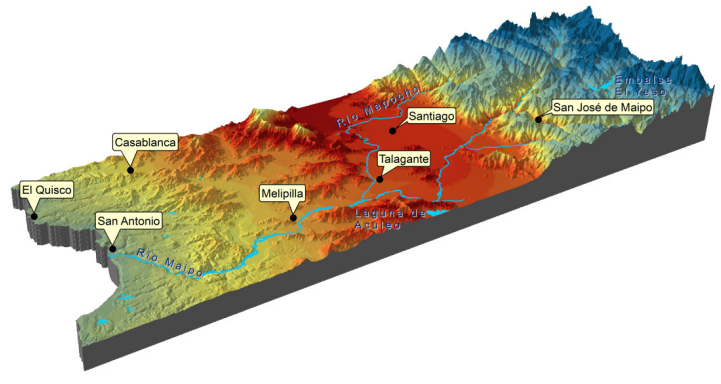 Embalse
El Yeso
Río Mapocho
San José de Maipo
Santiago
Casablanca
Talagante
El Quisco
Melipilla
San Antonio
Laguna de
Aculeo
Río Maipo